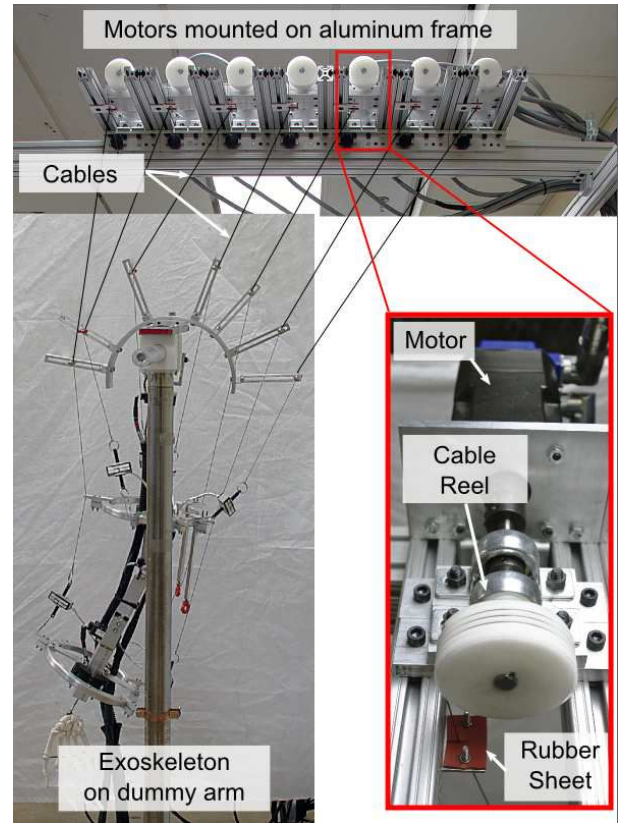 Motors mounted on aluminum frame
Cables
Motor
Cable
Reel
Rubber
Sheet
Exoskeleton
on dummy arm